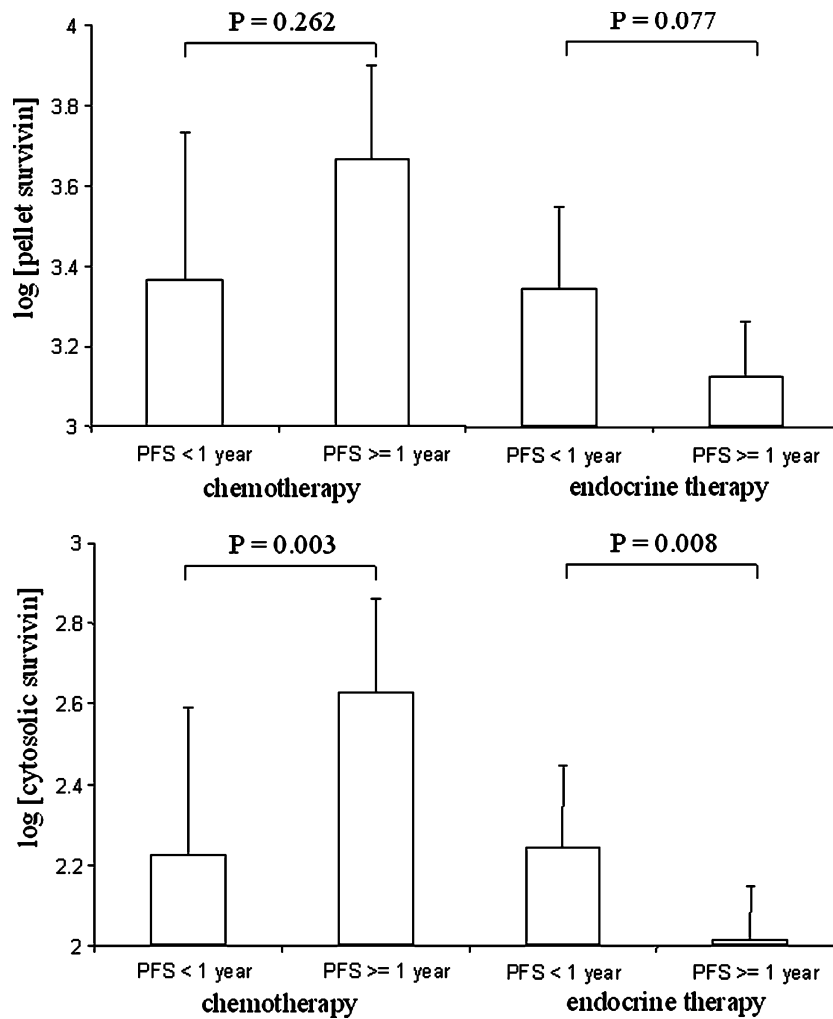 P = 0.262
P = 0.077
log [pellet survivin]
4
3.8
3.6
3.4
3.2
3
PFS < 1 year
PFS >= 1 year
PFS < 1 year
PFS >= 1 year
chemotherapy
endocrine therapy
P = 0.003
P = 0.008
log [cytosolic survivin]
3
2.8
2.6
2.4
2.2
2
PFS < 1 year
PFS >= 1 year
PFS < 1 year
PFS >= 1 year
chemotherapy
endocrine therapy